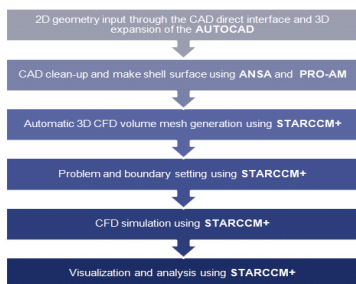 2D geometry input through the CAD direct interface and 3D
expansion of the AUTOCAD
CAD clean-up and make shell surface using ANSA and PRO-AM
Automatic 3D CFD volume mesh generation using STARCCM+
Problem and boundary setting using STARCCM+
CFD simulation using STARCCM+
Visualization and analysis using STARCCM+